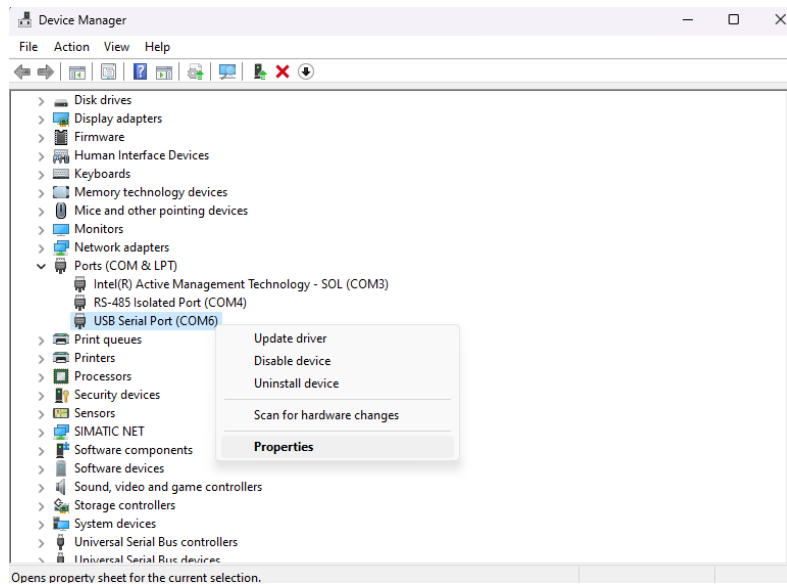 Device Manager
File Action View Help
Disk drives
Display adapters
Firmware
Human Interface Devices
Keyboards
Memory technology devices
Mice and other pointing devices
Monitors
Network adapters
Ports (COM & LPT)
Intel(R) Active Management Technology - SOL (COM3)
RS-485 Isolated Port (COM4)
USB Serial Port (COM6)
Print queues
Printers
Processors
Security devices
Sensors
SIMATIC NET
Software components
Software devices
Sound, video and game controllers
Storage controllers
System devices
Universal Serial Bus controllers
Universal Serial Bus devices
Update driver
Disable device
Uninstall device
Scan for hardware changes
Properties
Opens property sheet for the current selection.